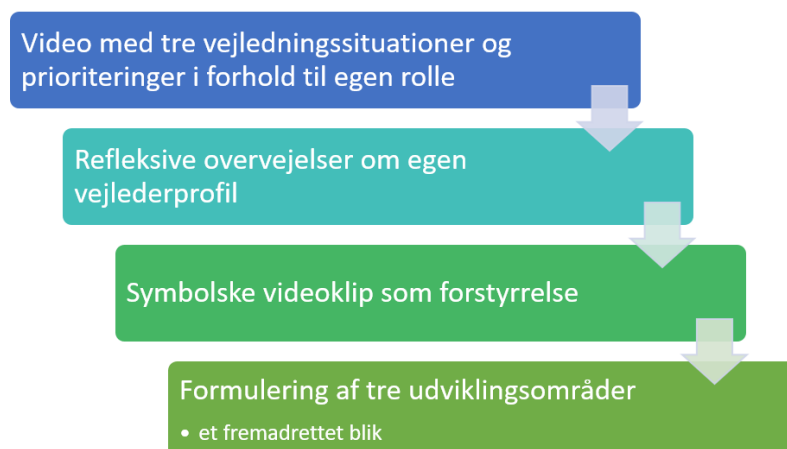 Video med tre vejledningssituationer og
prioriteringer i forhold til egen rolle
Refleksive overvejelser om egen
vejlederprofil
Symbolske videoklip som forstyrrelse
Formulering af tre udviklingsområder
• et fremadrettet blik